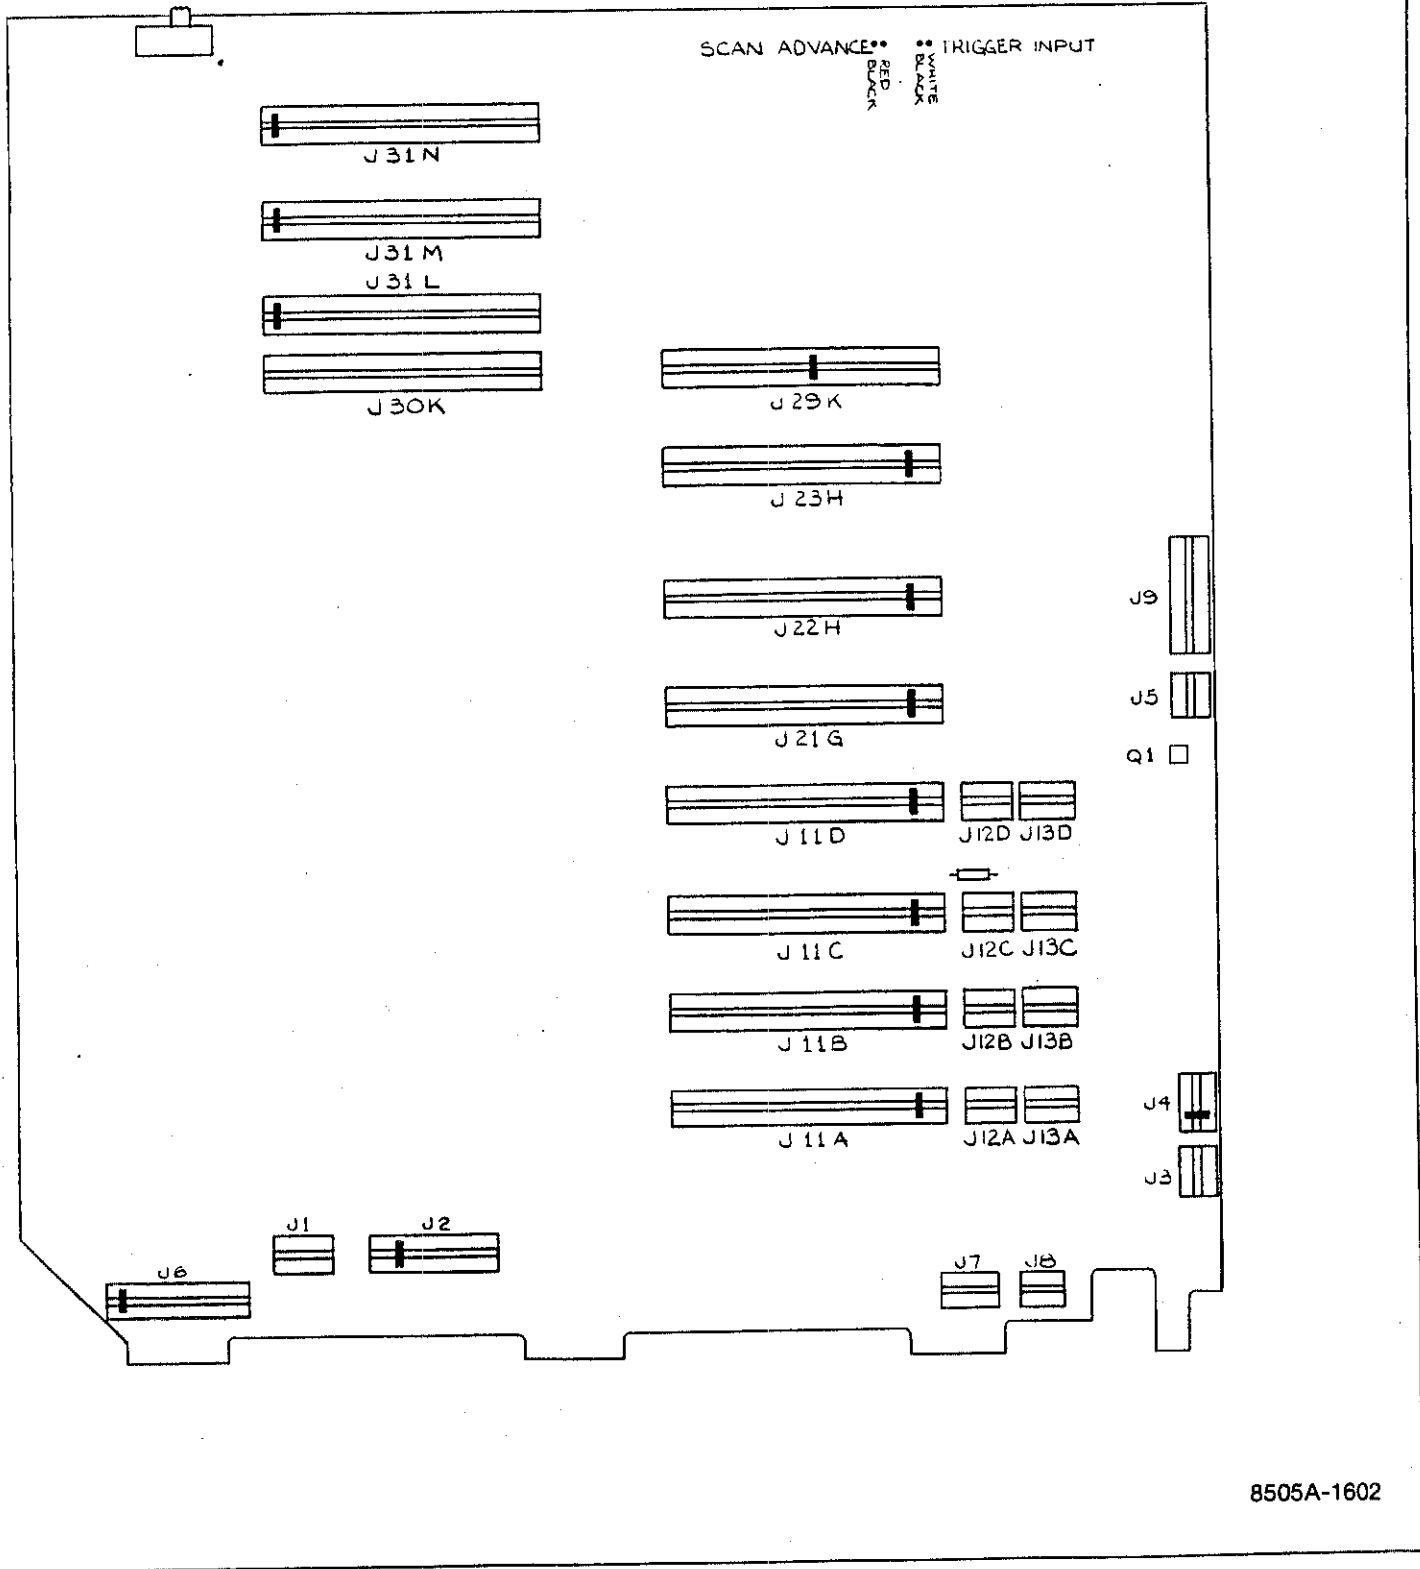 SCAN ADVANCE
RED
BLACK
TRIGGER INPUT
WHITE
BLACK
J31N
J31M
J31L
J30K
J29K
J23H
J22H
J21G
J11D
J12D
J13D
J11C
J12C
J13C
J11B
J12B
J13B
J11A
J12A
J13A
J9
J5
Q1
J4
J3
J1
J2
J6
J7
J8
8505A-1602